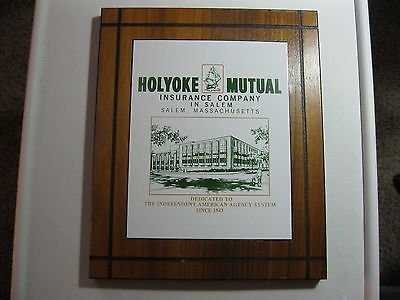 HOLYOKE MUTUAL
INSURANCE COMPANY
IN SALEM
SALEM, MASSACHUSETTS
DEDICATED TO
THE INDEPENDENT AMERICAN AGENCY SYSTEM
SINCE 1843